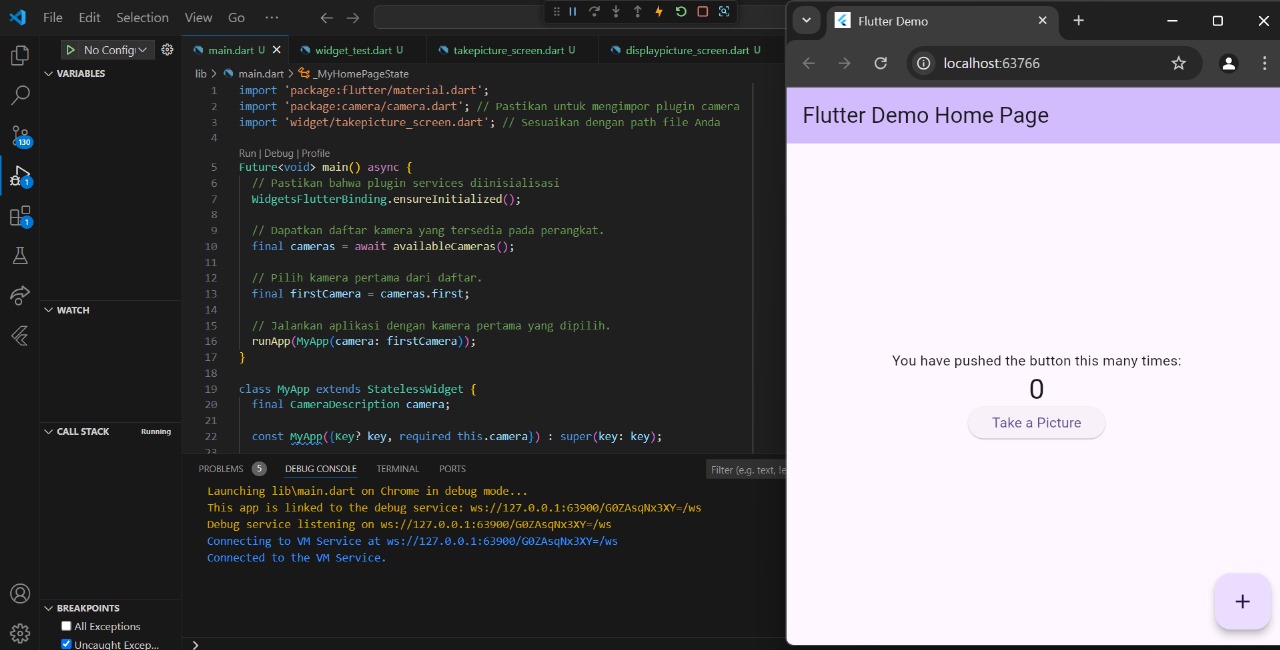 File Edit Selection View Go ...
No Config
VARIABLES
WATCH
CALL STACK Running
BREAKPOINTS
All Exceptions
Uncaught Excep...
130
1
1
main.dart U
widget_test.dart U
takepicture_screen.dart U
displaypicture_screen.dart U
lib > main.dart > _MyHomePageState
1 import 'package:flutter/material.dart';
2 import 'package:camera/camera.dart'; // Pastikan untuk mengimpor plugin camera
3 import 'widget/takepicture_screen.dart'; // Sesuaikan dengan path file Anda
4
Run | Debug | Profile
5 Future<void> main() async {
6 // Pastikan bahwa plugin services diinisialisasi
7 WidgetsFlutterBinding.ensureInitialized();
8
9 // Dapatkan daftar kamera yang tersedia pada perangkat.
10 final cameras = await availableCameras();
11
12 // Pilih kamera pertama dari daftar.
13 final firstCamera = cameras.first;
14
15 // Jalankan aplikasi dengan kamera pertama yang dipilih.
16 runApp(MyApp(camera: firstCamera));
17 }
18
19 class MyApp extends StatelessWidget {
20 final CameraDescription camera;
21
22 const MyApp({Key? key, required this.camera}) : super(key: key);
23
PROBLEMS 5 DEBUG CONSOLE TERMINAL PORTS
Filter (e.g. text, !e
Launching lib\main.dart on Chrome in debug mode...
This app is linked to the debug service: ws://127.0.0.1:63900/G0ZAsqNx3XY=/ws
Debug service listening on ws://127.0.0.1:63900/G0ZAsqNx3XY=/ws
Connecting to VM Service at ws://127.0.0.1:63900/G0ZAsqNx3XY=/ws
Connected to the VM Service.
Flutter Demo
localhost:63766
Flutter Demo Home Page
You have pushed the button this many times:
0
Take a Picture
+